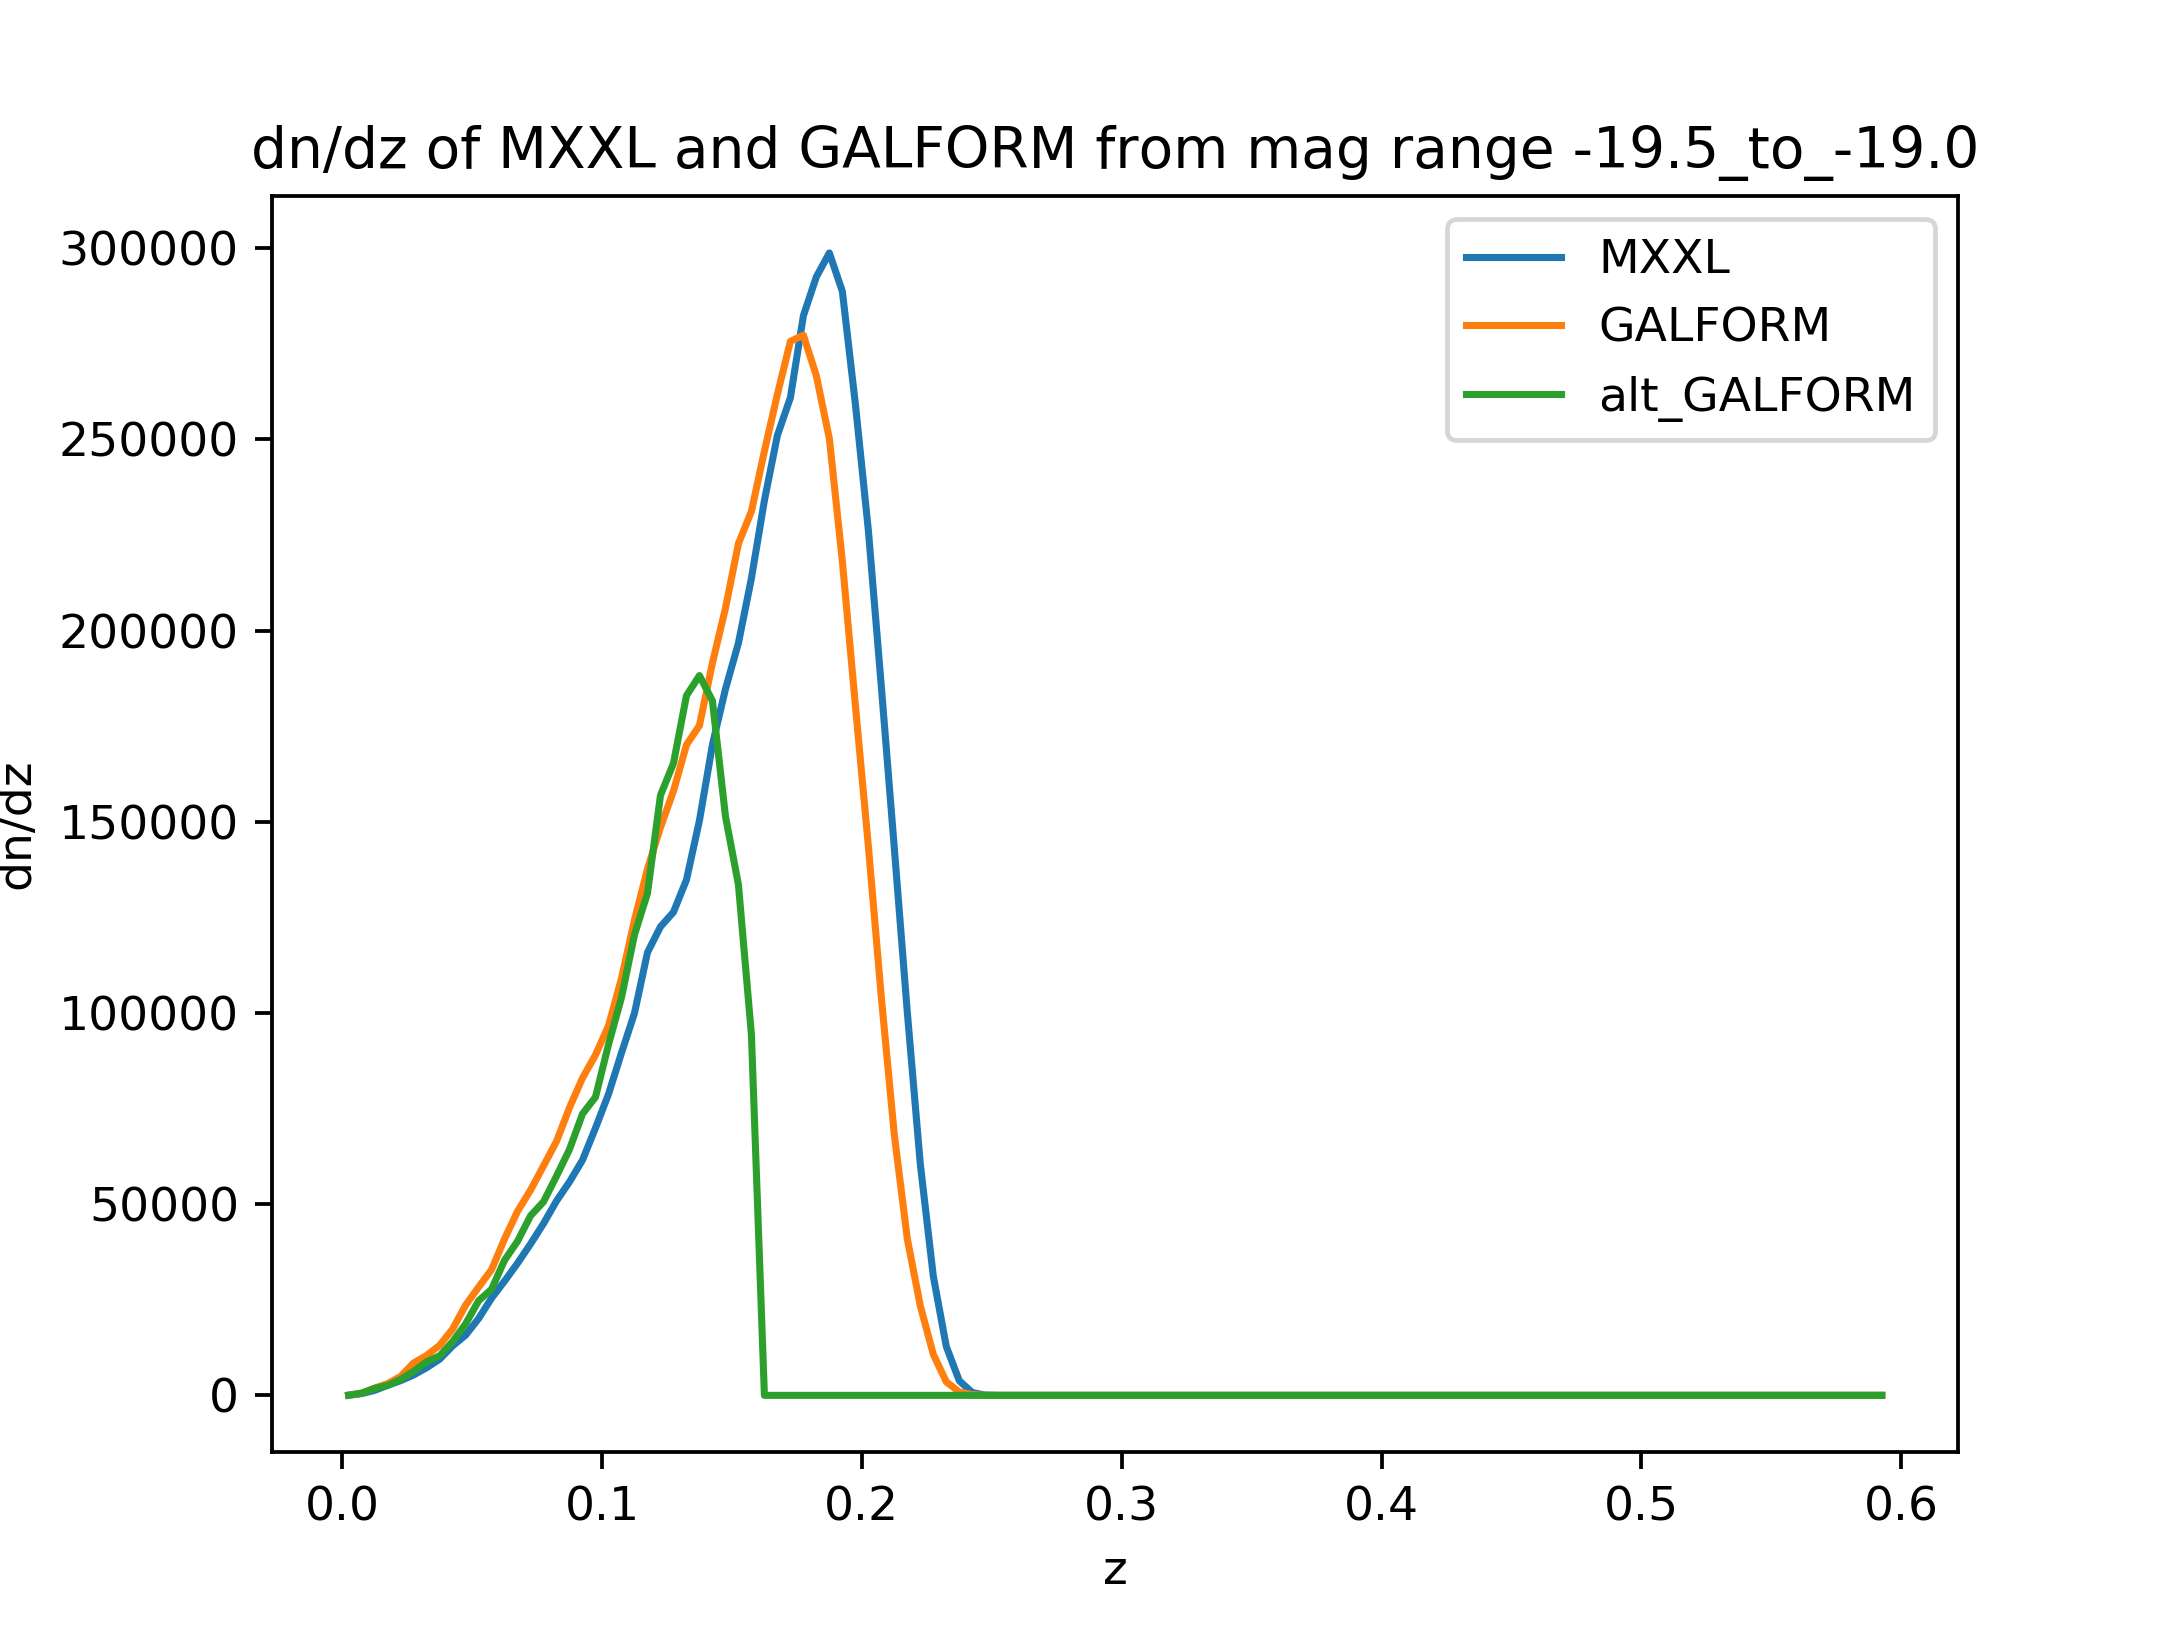 dn/dz of MXXL and GALFORM from mag range -19.5_to_-19.0
MXXL
GALFORM
alt_GALFORM
300000
250000
200000
150000
100000
50000
0
dn/dz
0.0 0.1 0.2 0.3 0.4 0.5 0.6
z